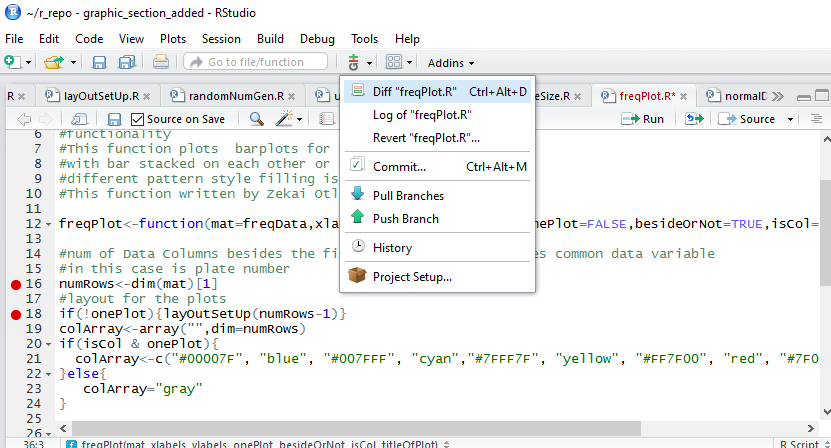 ~/r_repo - graphic_section_added - RStudio
File Edit Code View Plots Session Build Debug Tools Help
Go to file/function Addins
R layOutSetUp.R randomNumGen.R u eSize.R freqPlot.R* normalD
Source on Save Run Source
Diff "freqPlot.R" Ctrl+Alt+D
Log of "freqPlot.R"
Revert "freqPlot.R"...
Commit... Ctrl+Alt+M
Pull Branches
Push Branch
History
Project Setup...
6 #functionality
7 #This function plots barplots for
8 #with bar stacked on each other or
9 #different pattern style filling is
10 #This function written by Zekai Otl
11
12 freqPlot<-function(mat=freqData,xla nePlot=FALSE,besideOrNot=TRUE,isCol=
13
14 #num of Data Columns besides the fi es common data variable
15 #in this case is plate number
16 numRows<-dim(mat)[1]
17 #layout for the plots
18 if(!onePlot){layOutSetUp(numRows-1)}
19 colArray<-array("",dim=numRows)
20 if(isCol & onePlot){
21 colArray<-c("#00007F", "blue", "#007FFF", "cyan","#7FFF7F", "yellow", "#FF7F00", "red", "#7F0
22 }else{
23 colArray="gray"
24 }
25
26
36:3 freqPlot(mat, xlabels, ylabels, onePlot, besideOrNot, isCol, titleOfPlot) R Script